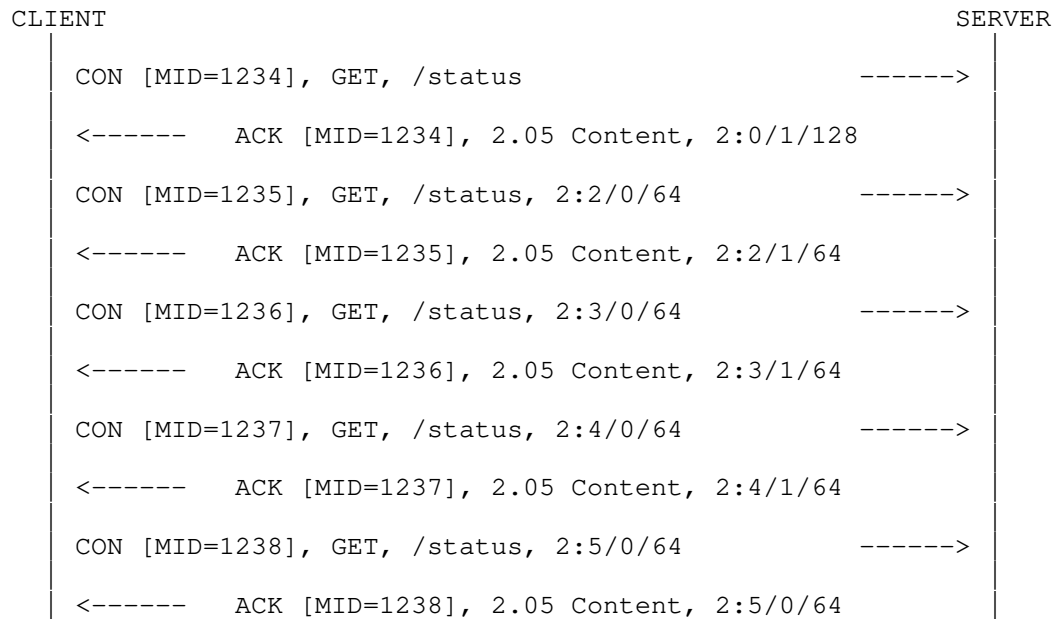 CLIENT                                                     SERVER
CON [MID=1234], GET, /status                       ------>
<------   ACK [MID=1234], 2.05 Content, 2:0/1/128
CON [MID=1235], GET, /status, 2:2/0/64             ------>
<------   ACK [MID=1235], 2.05 Content, 2:2/1/64
CON [MID=1236], GET, /status, 2:3/0/64             ------>
<------   ACK [MID=1236], 2.05 Content, 2:3/1/64
CON [MID=1237], GET, /status, 2:4/0/64             ------>
<------   ACK [MID=1237], 2.05 Content, 2:4/1/64
CON [MID=1238], GET, /status, 2:5/0/64             ------>
<------   ACK [MID=1238], 2.05 Content, 2:5/0/64